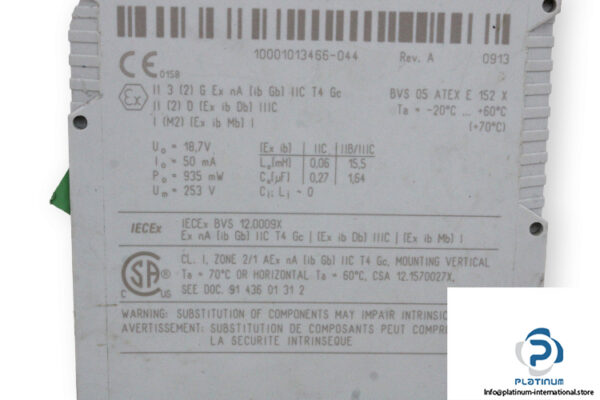 10001013466-044 Rev. A 0913
CE 0158
Ex II 3 (2) G Ex nA [ib Gb] IIC T4 Gc BVS 05 ATEX E 152 X
II (2) D [Ex ib Db] IIIC Ta = -20°C ... +60°C
I (M2) [Ex ib Mb] I (+70°C)
Uo = 18,7V [Ex ib] IIC IIB/IIIC
Io = 50 mA Lo[mH] 0,06 15,5
Po = 935 mW Co[µF] 0,27 1,64
Um = 253 V Ci; Li ~ 0
IECEx IECEx BVS 12.0009X
Ex nA [ib Gb] IIC T4 Gc | [Ex ib Db] IIIC | [Ex ib Mb] I
CSA C US
CL. I, ZONE 2/1 AEx nA [ib Gb] IIC T4 Gc, MOUNTING VERTICAL
Ta = 70°C OR HORIZONTAL Ta = 60°C, CSA 12.1570027X,
SEE DOC. 91 436 01 31 2
WARNING: SUBSTITUTION OF COMPONENTS MAY IMPAIR INTRINSIC
AVERTISSEMENT: SUBSTITUTION DE COMPOSANTS PEUT COMPR
LA SECURITE INTRINSEQUE
PLATINUM
Info@platinum-international.store